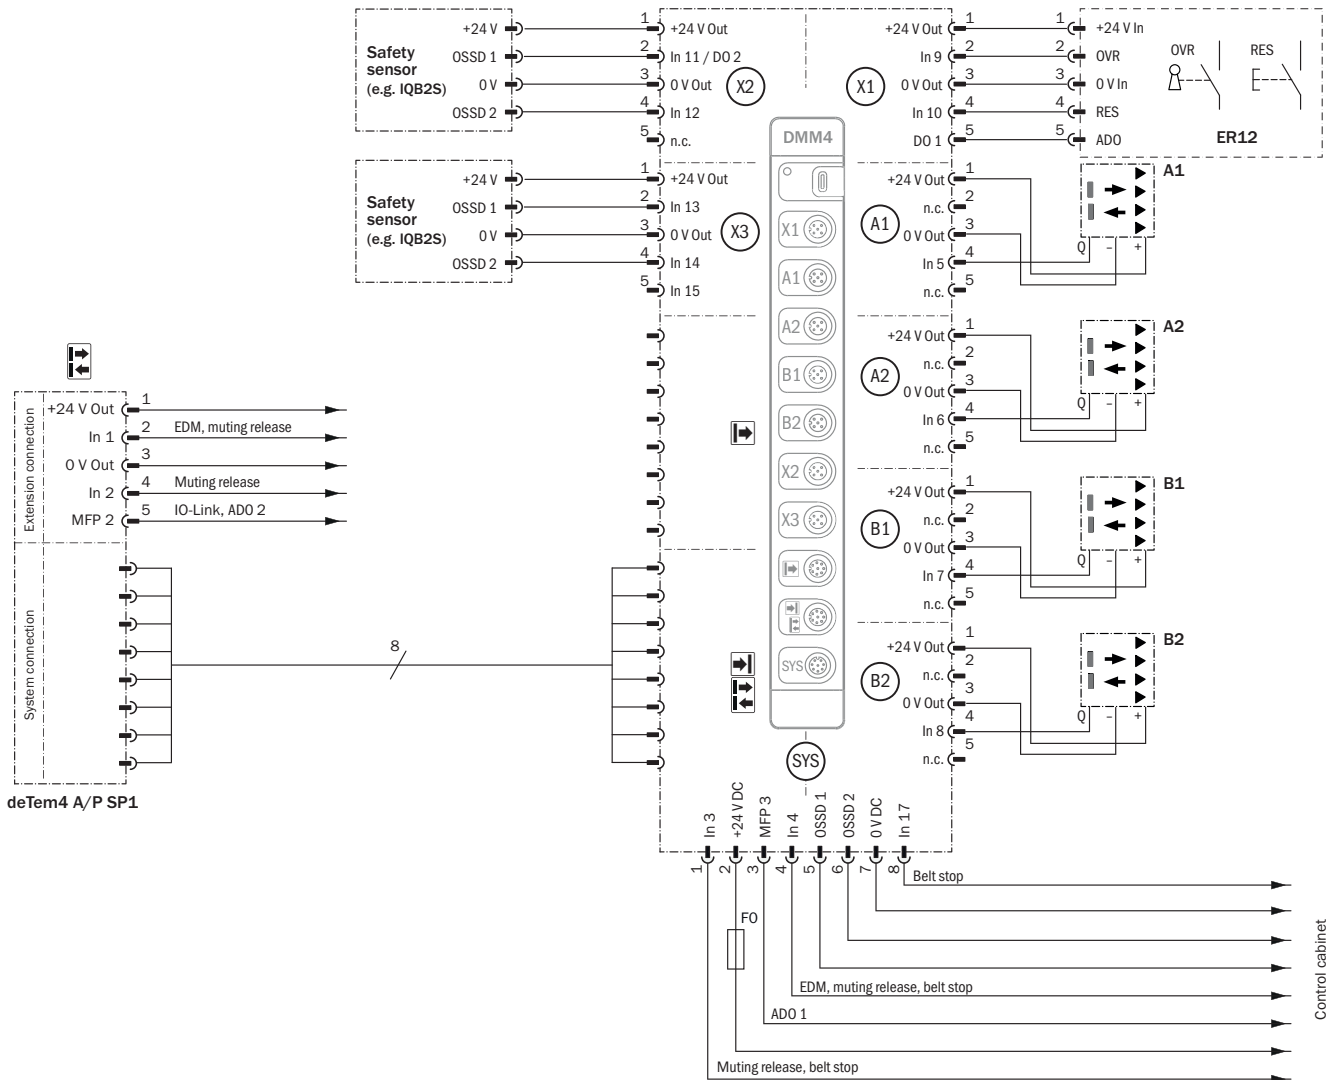 Safety
sensor
(e.g. IQB2S)
+24 V
OSSD 1
0 V
OSSD 2
1
2
3
4
5
+24 V Out
In 11 / DO 2
0 V Out
In 12
n.c.
X2
X1
+24 V Out
In 9
0 V Out
In 10
DO 1
1
2
3
4
5
1
2
3
4
5
+24 V In
OVR
0 V In
RES
ADO
OVR
RES
ER12
Safety
sensor
(e.g. IQB2S)
+24 V
OSSD 1
0 V
OSSD 2
1
2
3
4
5
+24 V Out
In 13
0 V Out
In 14
In 15
X3
DMM4
X1
A1
A2
B1
B2
X2
X3
SYS
A1
+24 V Out
n.c.
0 V Out
In 5
n.c.
1
2
3
4
5
Q
–
+
A1
A2
+24 V Out
n.c.
0 V Out
In 6
n.c.
1
2
3
4
5
Q
–
+
A2
B1
+24 V Out
n.c.
0 V Out
In 7
n.c.
1
2
3
4
5
Q
–
+
B1
B2
+24 V Out
n.c.
0 V Out
In 8
n.c.
1
2
3
4
5
Q
–
+
B2
Extension connection
+24 V Out
In 1
0 V Out
In 2
MFP 2
1
2
3
4
5
EDM, muting release
Muting release
IO-Link, ADO 2
System connection
8
deTem4 A/P SP1
SYS
In 3
+24 V DC
MFP 3
In 4
OSSD 1
OSSD 2
0 V DC
In 17
1
2
3
4
5
6
7
8
Belt stop
F0
EDM, muting release, belt stop
ADO 1
Muting release, belt stop
Control cabinet